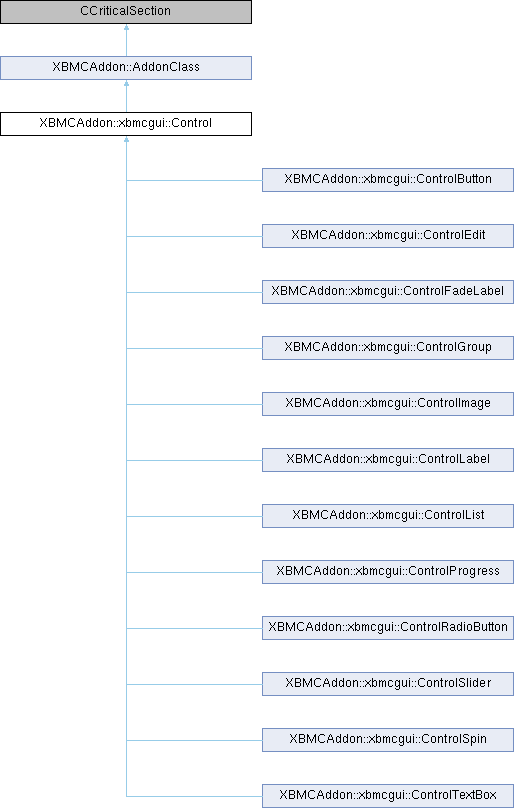 CCriticalSection
XBMCAddon::AddonClass
XBMCAddon::xbmcgui::Control
XBMCAddon::xbmcgui::ControlButton
XBMCAddon::xbmcgui::ControlEdit
XBMCAddon::xbmcgui::ControlFadeLabel
XBMCAddon::xbmcgui::ControlGroup
XBMCAddon::xbmcgui::ControlImage
XBMCAddon::xbmcgui::ControlLabel
XBMCAddon::xbmcgui::ControlList
XBMCAddon::xbmcgui::ControlProgress
XBMCAddon::xbmcgui::ControlRadioButton
XBMCAddon::xbmcgui::ControlSlider
XBMCAddon::xbmcgui::ControlSpin
XBMCAddon::xbmcgui::ControlTextBox